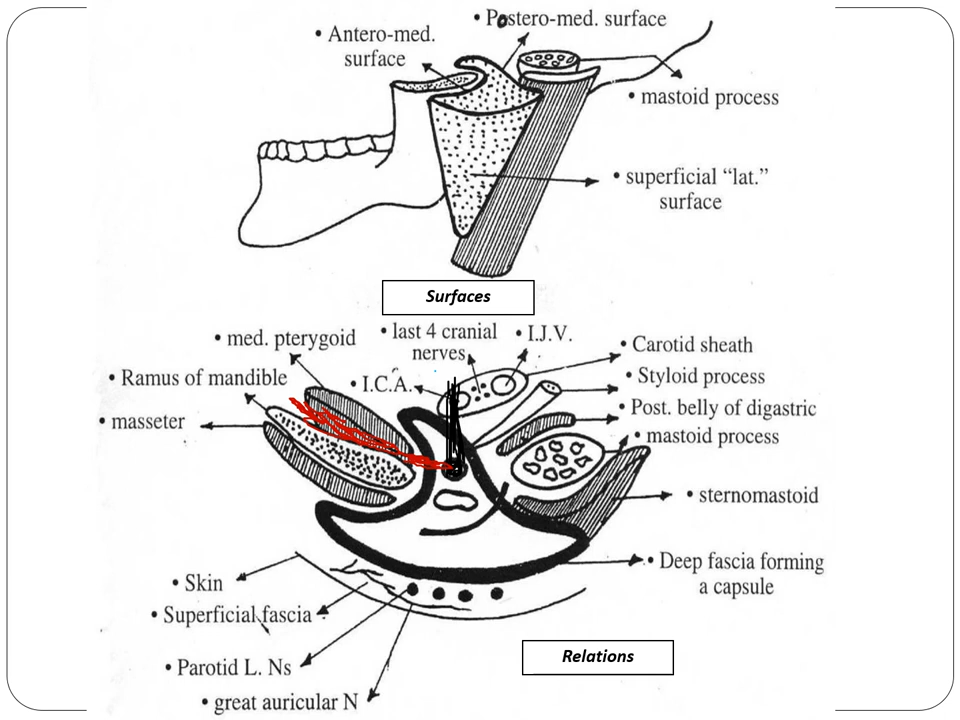 • Postero-med. surface
• Antero-med.
surface
• mastoid process
• superficial “lat.”
surface
Surfaces
• med. pterygoid
• last 4 cranial
nerves
• I.J.V.
• Carotid sheath
• Ramus of mandible
• I.C.A.
• Styloid process
• masseter
• Post. belly of digastric
• mastoid process
• sternomastoid
• Deep fascia forming
a capsule
• Skin
• Superficial fascia
• Parotid L. Ns
• great auricular N
Relations